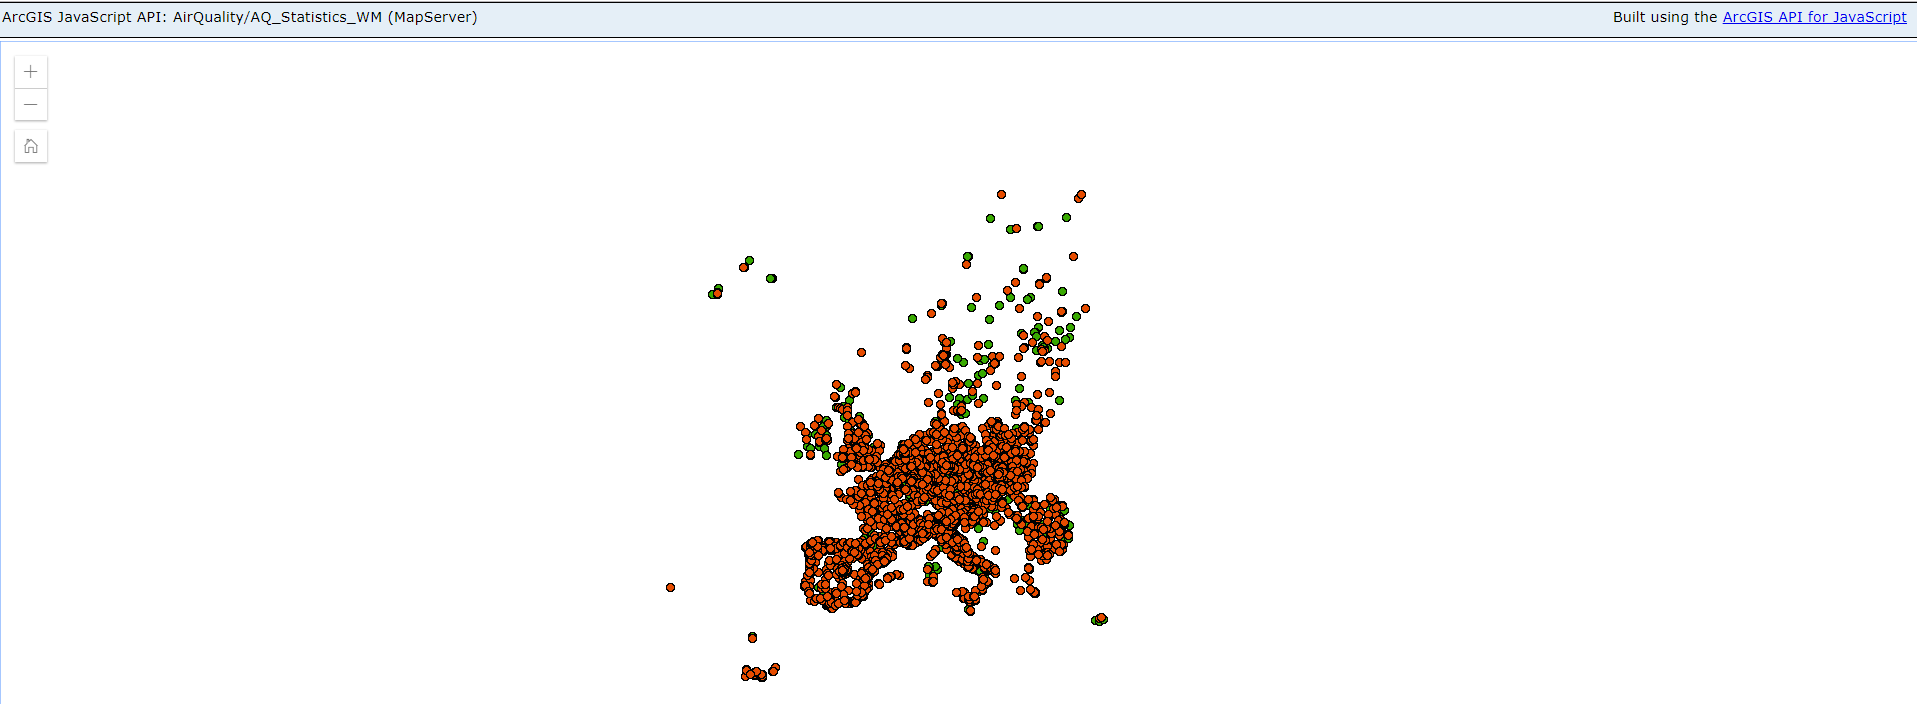 ArcGIS JavaScript API: AirQuality/AQ_Statistics_WM (MapServer)
Built using the ArcGIS API for JavaScript